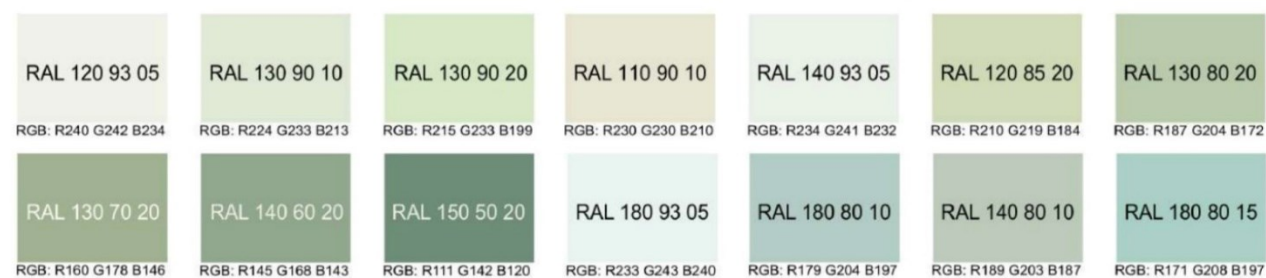 RAL 120 93 05 RAL 130 90 10 RAL 130 90 20 RAL 110 90 10 RAL 140 93 05 RAL 120 85 20 RAL 130 80 20
RGB: R240 G242 B234 RGB: R224 G233 B213 RGB: R215 G233 B199 RGB: R230 G230 B210 RGB: R234 G241 B232 RGB: R210 G219 B184 RGB: R187 G204 B172
RAL 130 70 20 RAL 140 60 20 RAL 150 50 20 RAL 180 93 05 RAL 180 80 10 RAL 140 80 10 RAL 180 80 15
RGB: R160 G178 B146 RGB: R145 G168 B143 RGB: R111 G142 B120 RGB: R233 G243 B240 RGB: R179 G204 B197 RGB: R189 G203 B187 RGB: R171 G208 B197